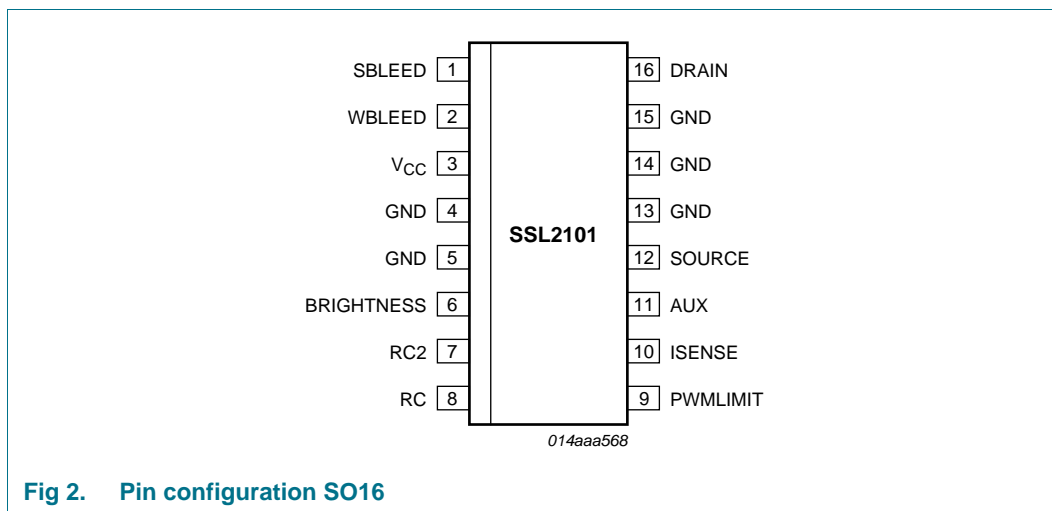 SBLEED 1
WBLEED 2
VCC 3
GND 4
GND 5
BRIGHTNESS 6
RC2 7
RC 8
SSL2101
16 DRAIN
15 GND
14 GND
13 GND
12 SOURCE
11 AUX
10 ISENSE
9 PWMLIMIT
014aaa568
Fig 2. Pin configuration SO16